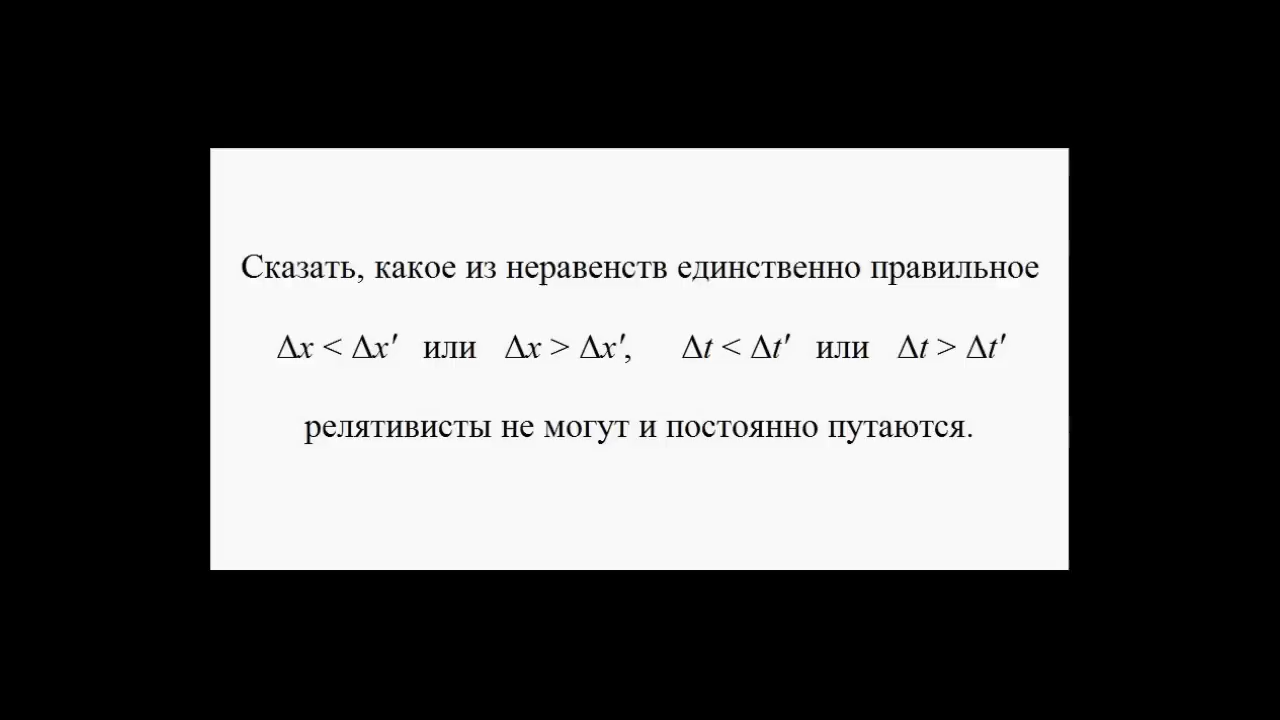 Сказать, какое из неравенств единственно правильное
Δx < Δx′ или Δx > Δx′, Δt < Δt′ или Δt > Δt′
релятивисты не могут и постоянно путаются.